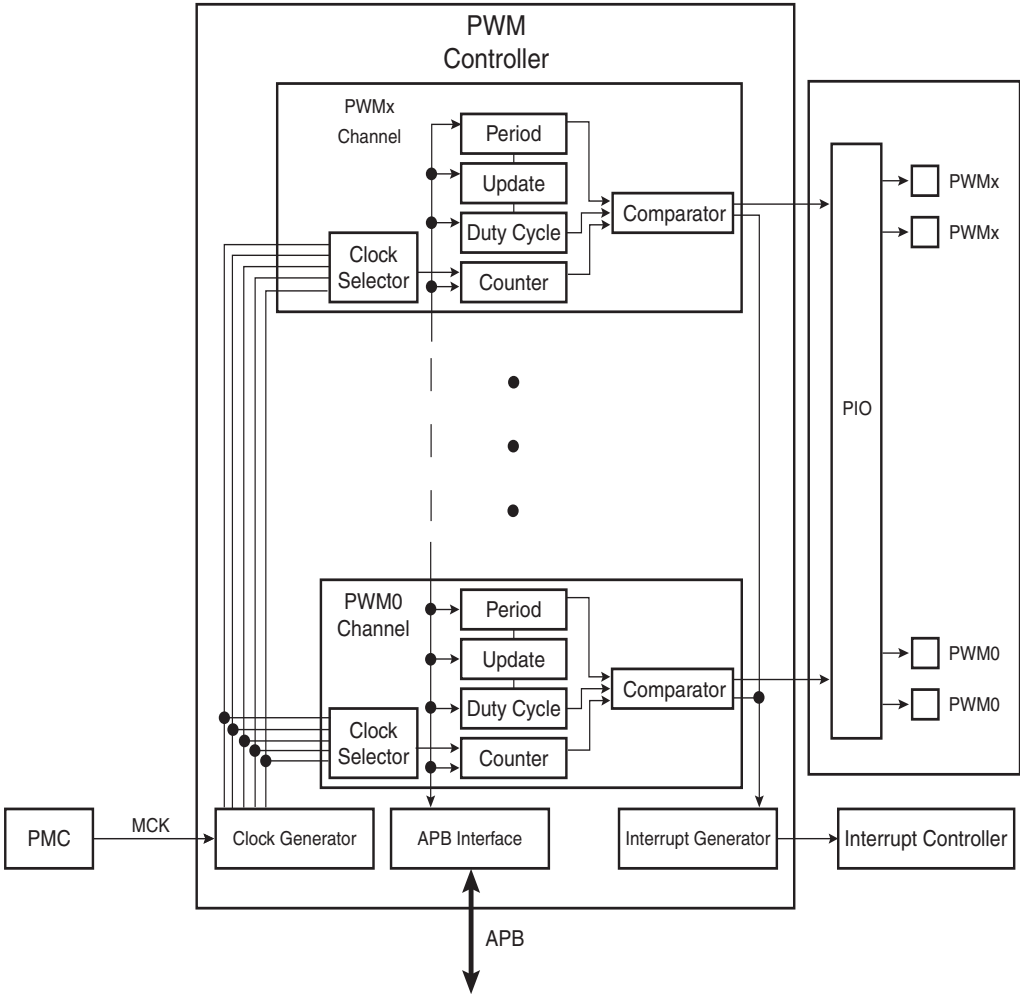 PWM
Controller
PWMx
Channel
Period
Update
Duty Cycle
Counter
Clock
Selector
Comparator
PIO
PWMx
PWMx
PWM0
Channel
Period
Update
Duty Cycle
Counter
Clock
Selector
Comparator
PWM0
PWM0
PMC
MCK
Clock Generator
APB Interface
Interrupt Generator
Interrupt Controller
APB